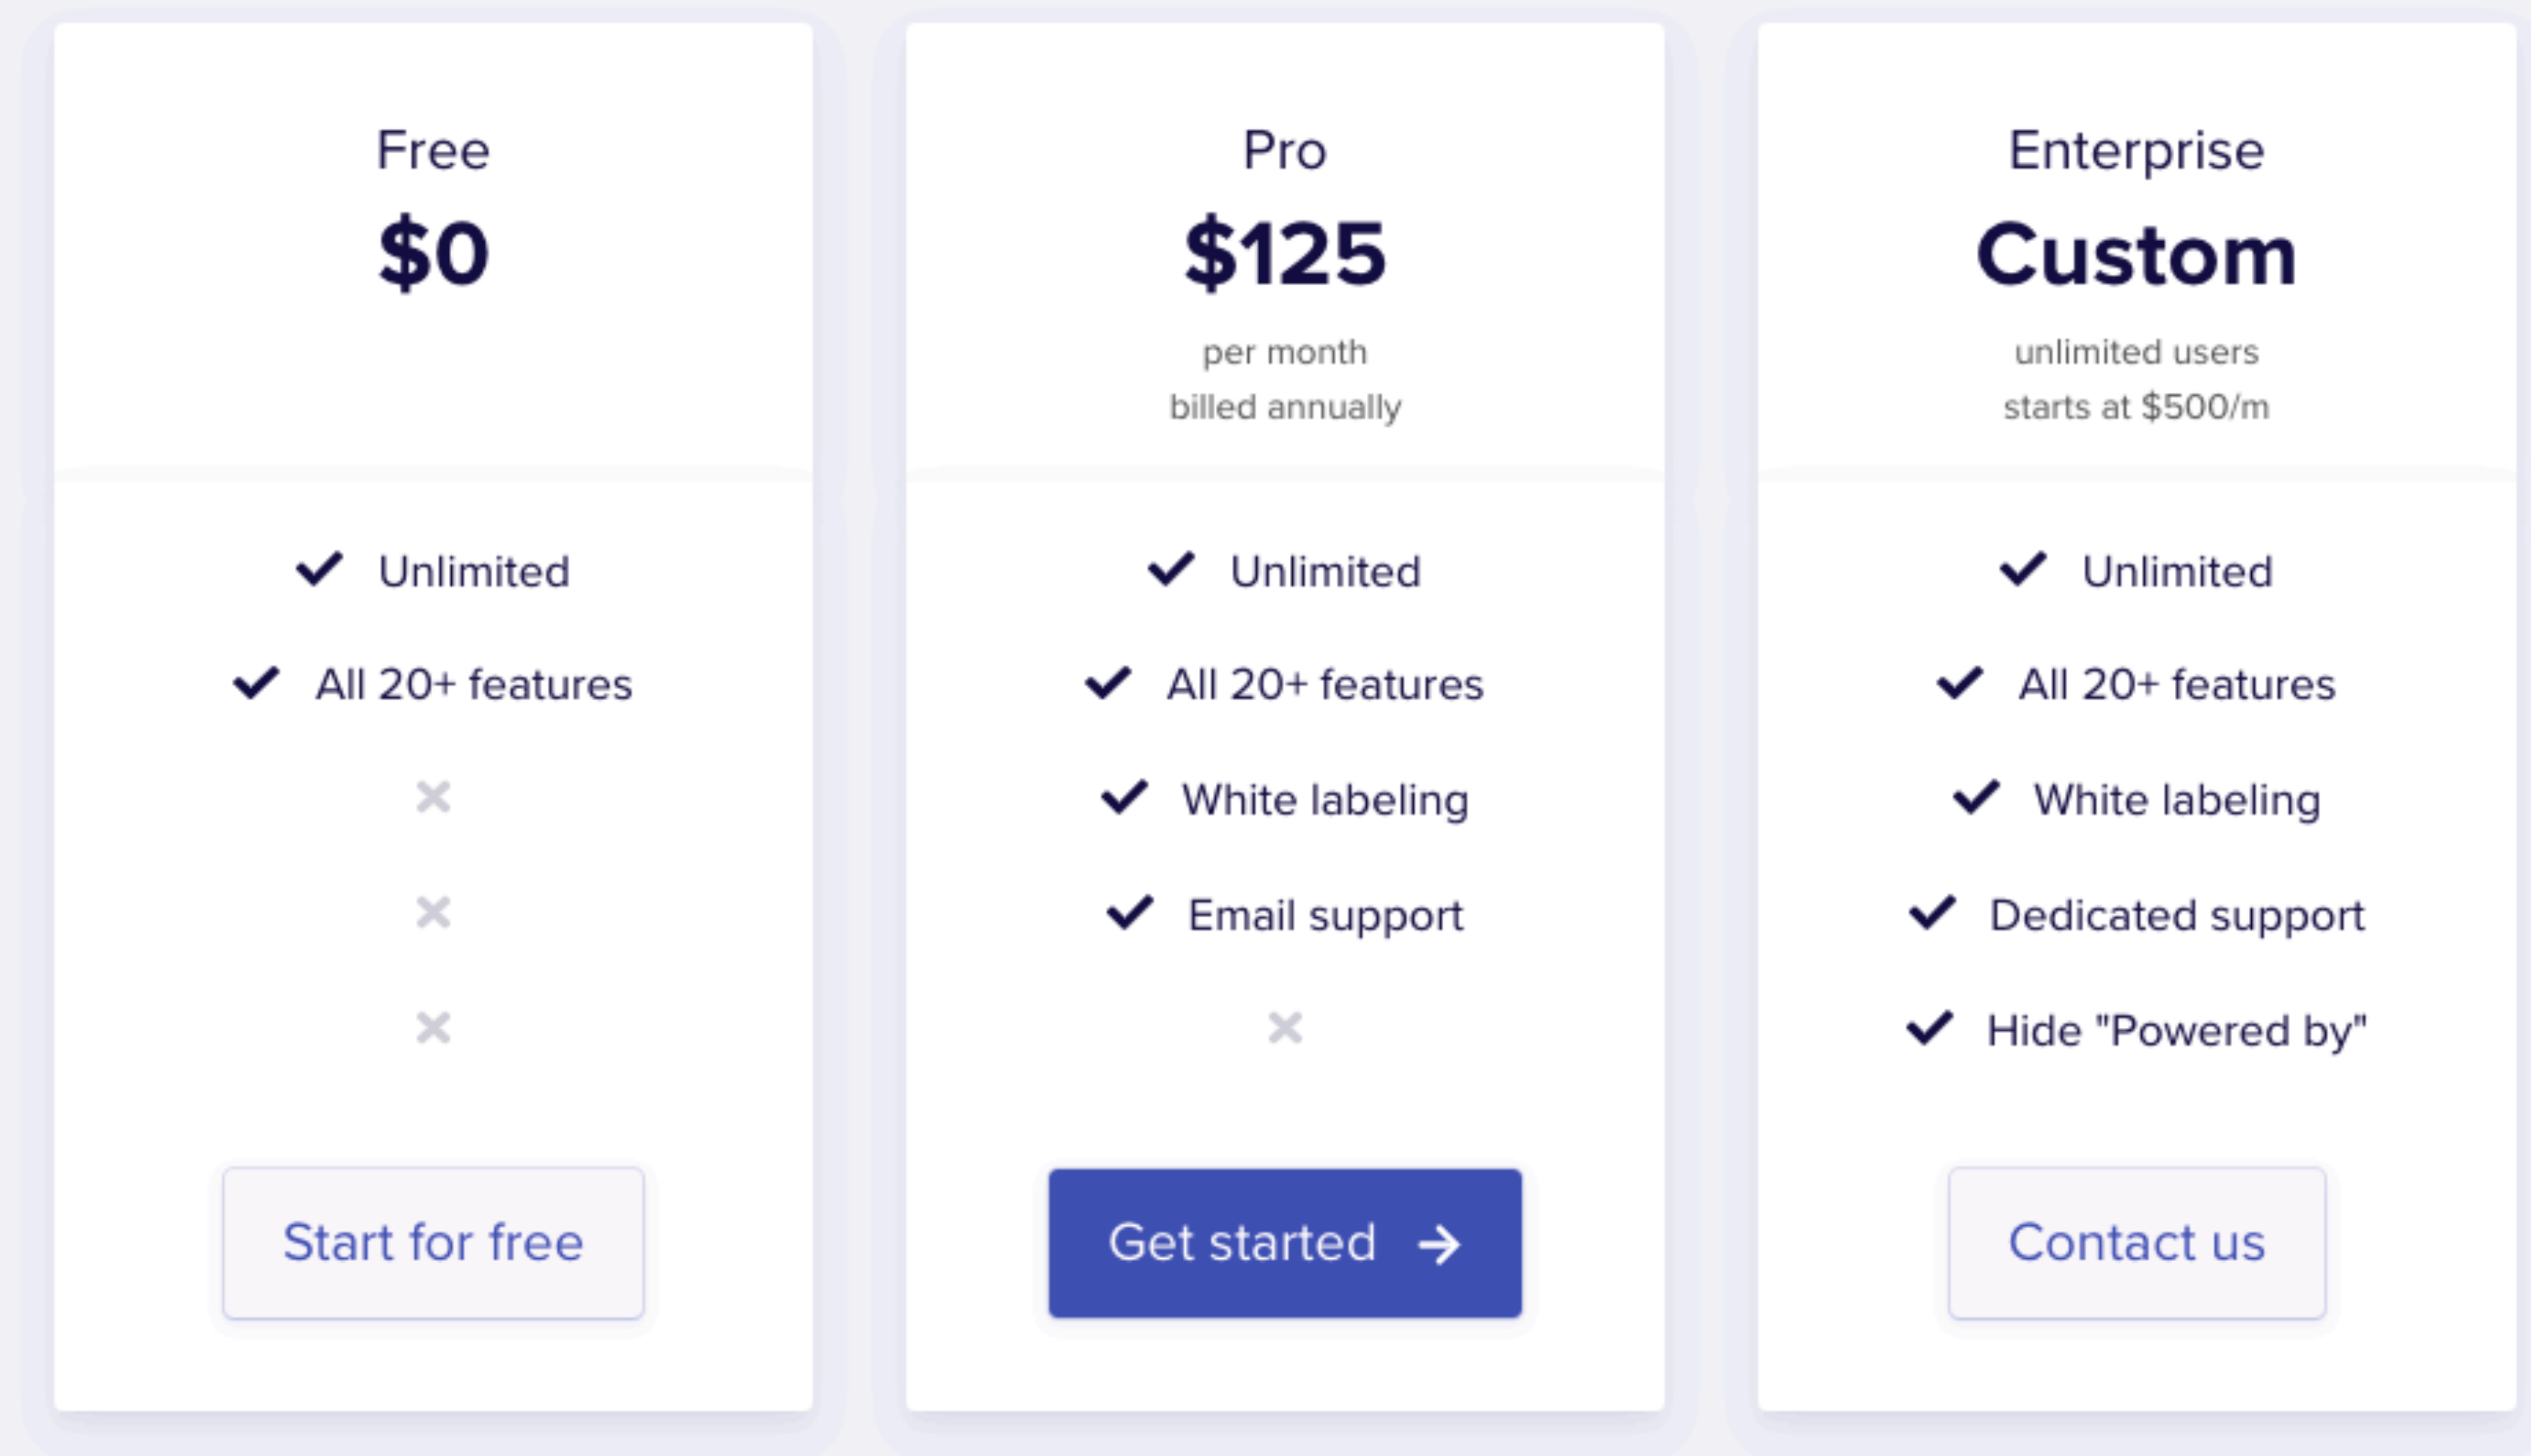 Free
$0
Unlimited
All 20+ features
Start for free
Pro
$125
per month
billed annually
Unlimited
All 20+ features
White labeling
Email support
Get started
Enterprise
Custom
unlimited users
starts at $500/m
Unlimited
All 20+ features
White labeling
Dedicated support
Hide "Powered by"
Contact us